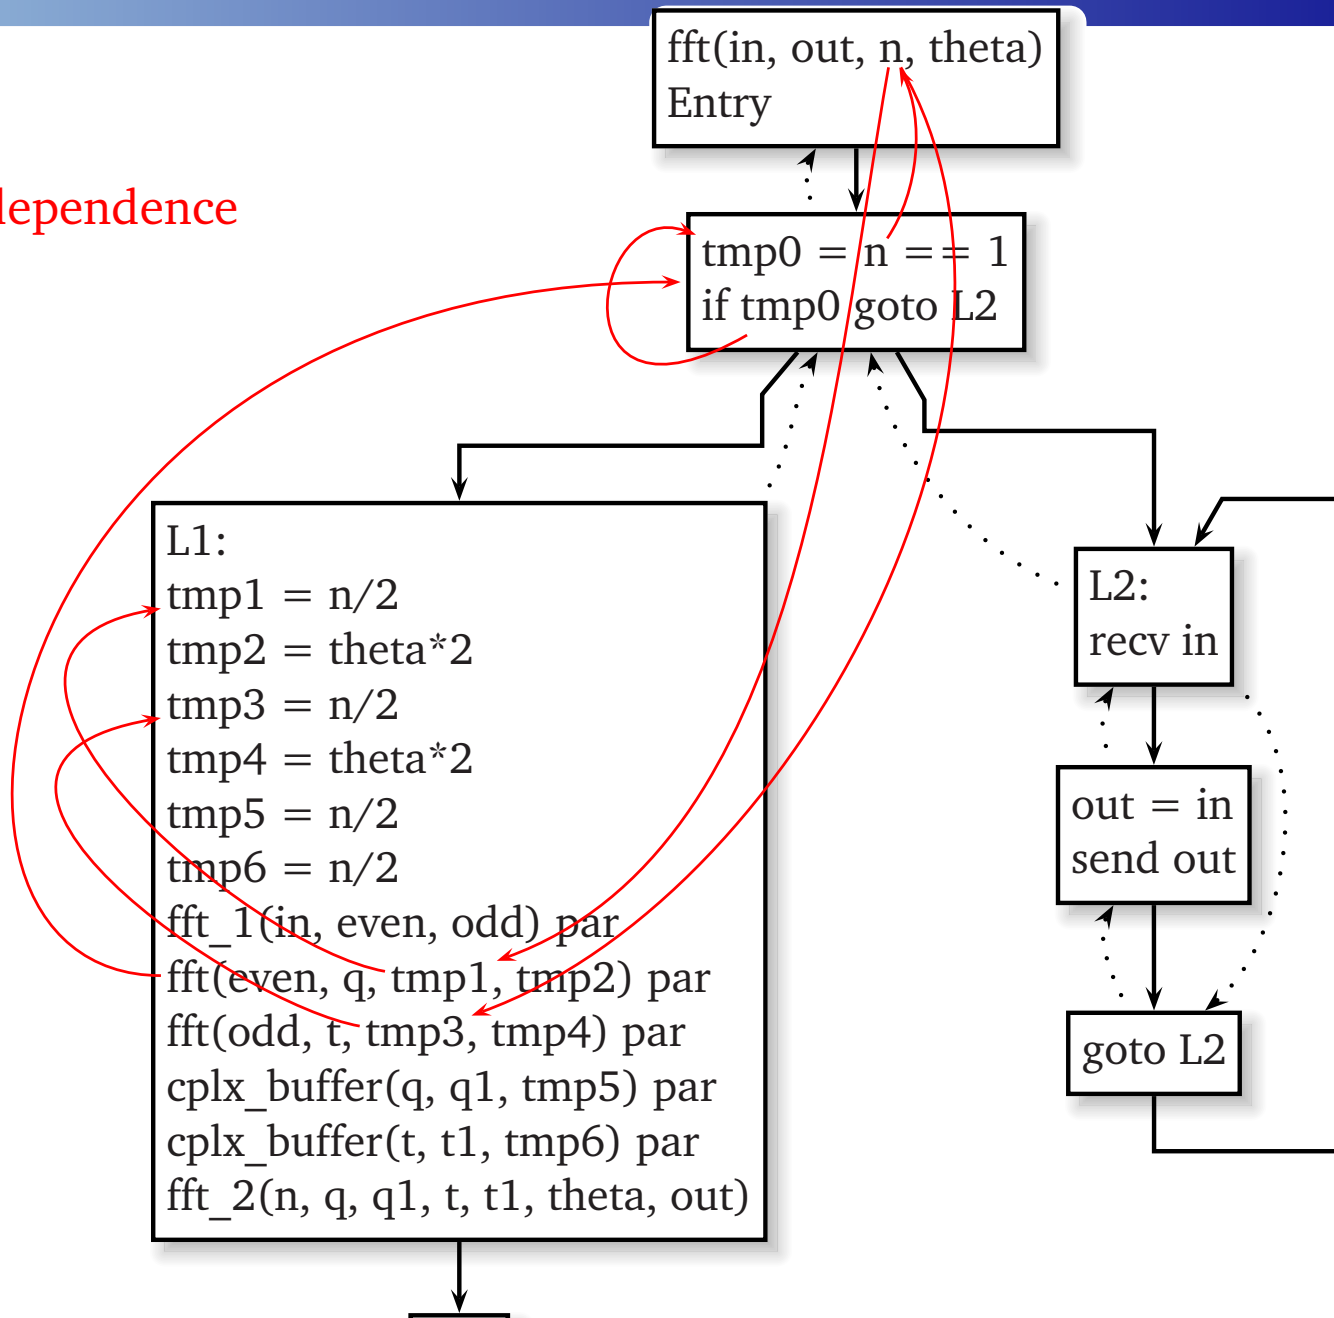 fft(in, out, n, theta)
Entry
tmp0 = n == 1
if tmp0 goto L2
L1:
tmp1 = n/2
tmp2 = theta*2
tmp3 = n/2
tmp4 = theta*2
tmp5 = n/2
tmp6 = n/2
fft_1(in, even, odd) par
fft(even, q, tmp1, tmp2) par
fft(odd, t, tmp3, tmp4) par
cplx_buffer(q, q1, tmp5) par
cplx_buffer(t, t1, tmp6) par
fft_2(n, q, q1, t, t1, theta, out)
L2:
recv in
out = in
send out
goto L2